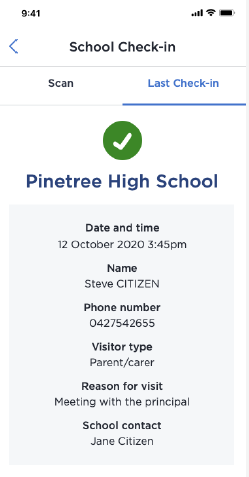 9:41
School Check-in
Scan
Last Check-in
Pinetree High School
Date and time
12 October 2020 3:45pm
Name
Steve CITIZEN
Phone number
0427542655
Visitor type
Parent/carer
Reason for visit
Meeting with the principal
School contact
Jane Citizen